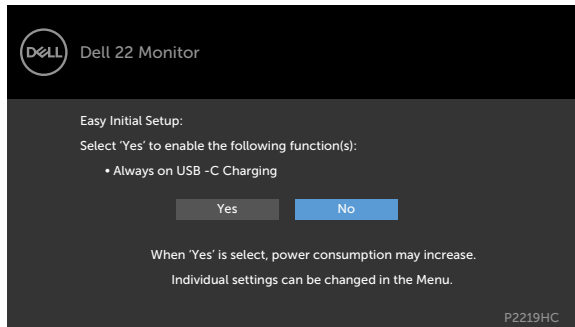 DELL
Dell 22 Monitor
Easy Initial Setup:
Select ‘Yes’ to enable the following function(s):
• Always on USB -C Charging
Yes No
When ‘Yes’ is select, power consumption may increase.
Individual settings can be changed in the Menu.
P2219HC